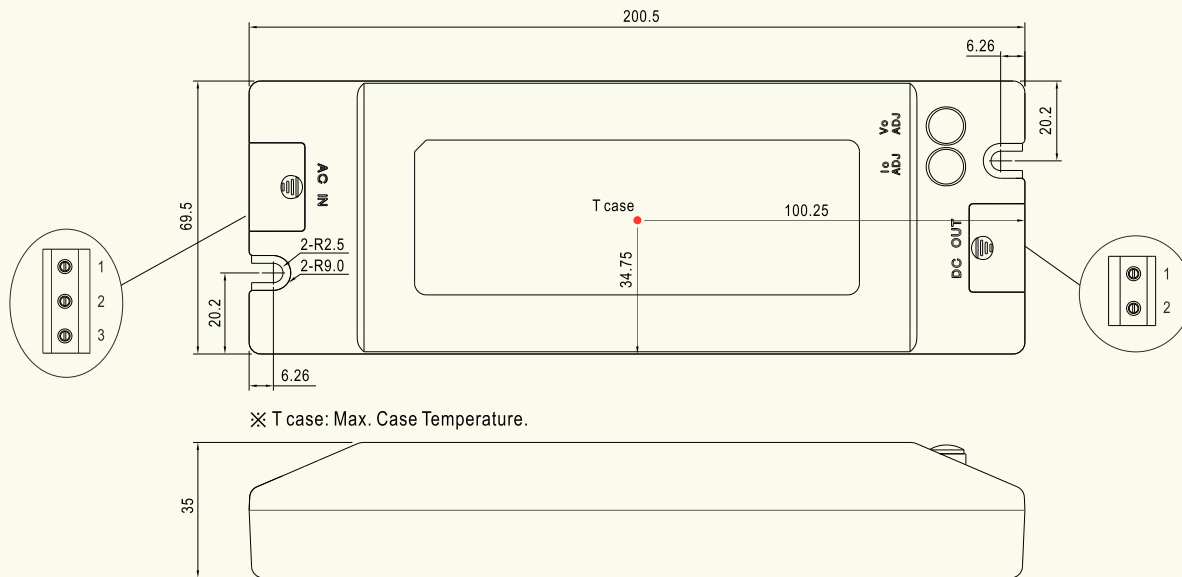 200.5
6.26
20.2
Vo
ADJ
Io
ADJ
AC IN
T case
100.25
69.5
DC OUT
2-R2.5
2-R9.0
34.75
1
2
3
1
2
20.2
6.26
※ T case: Max. Case Temperature.
35